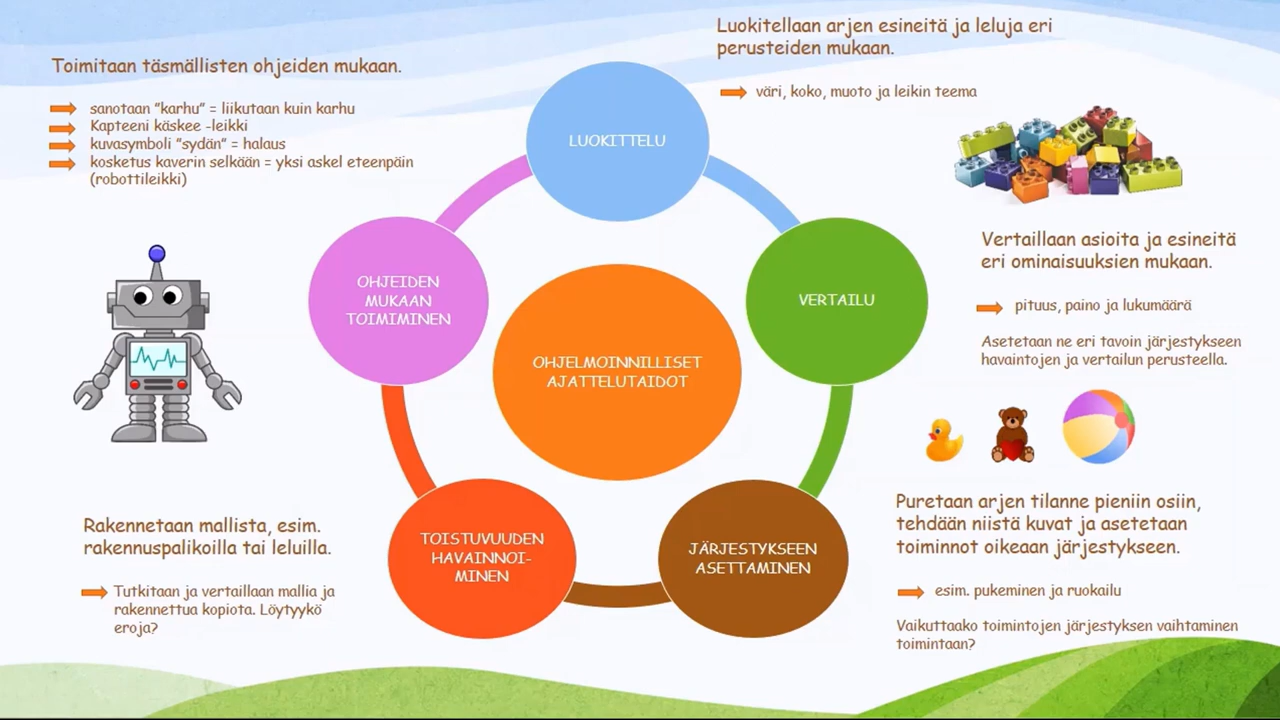 Luokitellaan arjen esineitä ja leluja eri
perusteiden mukaan.
väri, koko, muoto ja leikin teema
Toimitaan täsmällisten ohjeiden mukaan.
sanotaan ”karhu” = liikutaan kuin karhu
Kapteeni käskee -leikki
kuvasymboli ”sydän” = halaus
kosketus kaverin selkään = yksi askel eteenpäin
(robottileikki)
LUOKITTELU
OHJEIDEN
MUKAAN
TOIMIMINEN
VERTAILU
OHJELMOINNILLISET
AJATTELUTAIDOT
TOISTUVUUDEN
HAVAINNOI-
MINEN
JÄRJESTYKSEEN
ASETTAMINEN
Vertaillaan asioita ja esineitä
eri ominaisuuksien mukaan.
pituus, paino ja lukumäärä
Asetetaan ne eri tavoin järjestykseen
havaintojen ja vertailun perusteella.
Rakennetaan mallista, esim.
rakennuspalikoilla tai leluilla.
Tutkitaan ja vertaillaan mallia ja
rakennettua kopiota. Löytyykö
eroja?
Puretaan arjen tilanne pieniin osiin,
tehdään niistä kuvat ja asetetaan
toiminnot oikeaan järjestykseen.
esim. pukeminen ja ruokailu
Vaikuttaako toimintojen järjestyksen vaihtaminen
toimintaan?